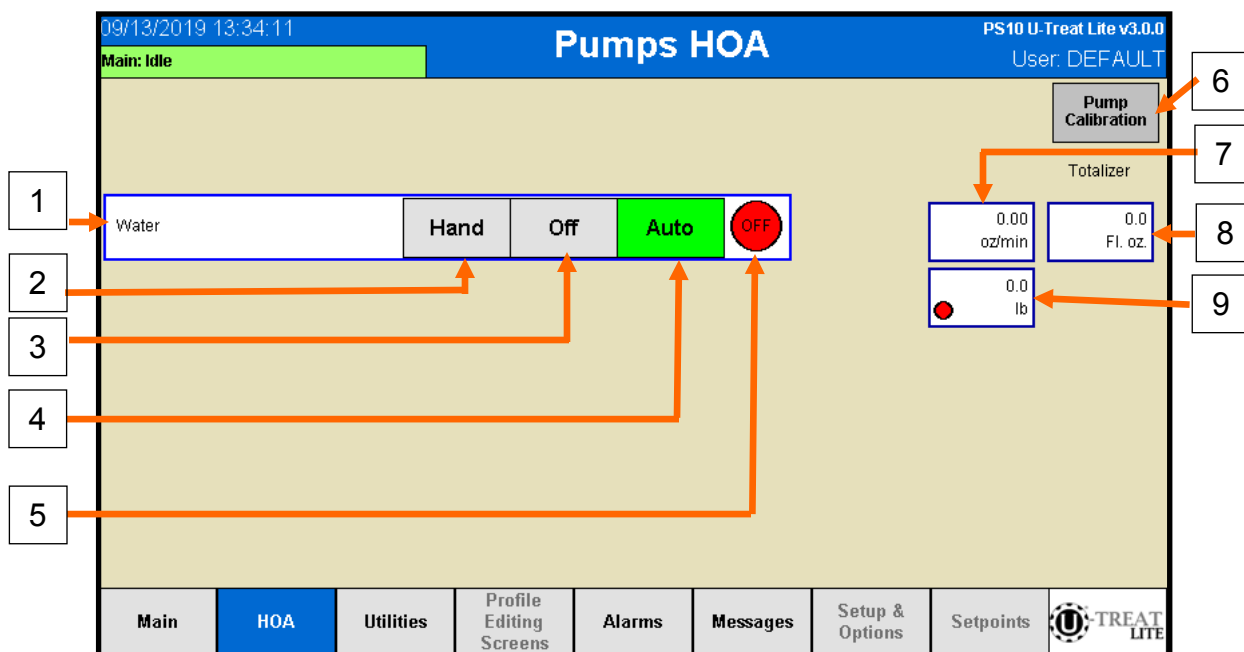 09/13/2019 13:34:11
Main: Idle
Pumps HOA
PS10 U-Treat Lite v3.0.0
User: DEFAULT
Pump
Calibration
6
7
Totalizer
1
Water
Hand
Off
Auto
OFF
0.00
oz/min
0.0
Fl. oz.
8
2
0.0
lb
9
3
4
5
Main
HOA
Utilities
Profile
Editing
Screens
Alarms
Messages
Setup &
Options
Setpoints
U-TREAT
LITE